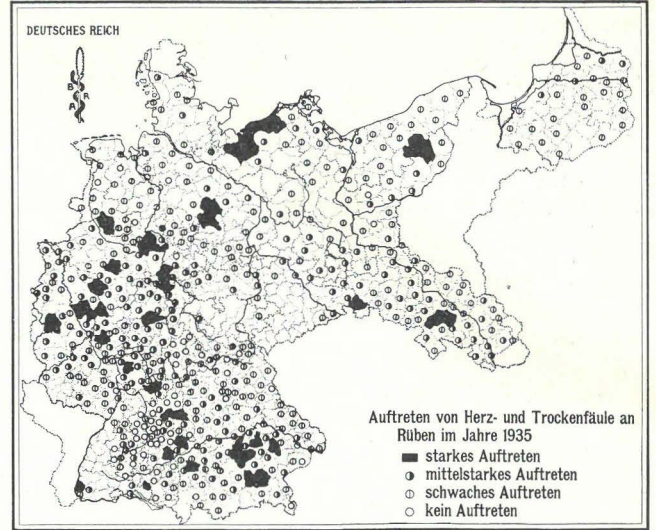 DEUTSCHES REICH
B
R
A
Auftreten von Herz- und Trockenfäule an
Rüben im Jahre 1935
starkes Auftreten
mittelstarkes Auftreten
schwaches Auftreten
kein Auftreten